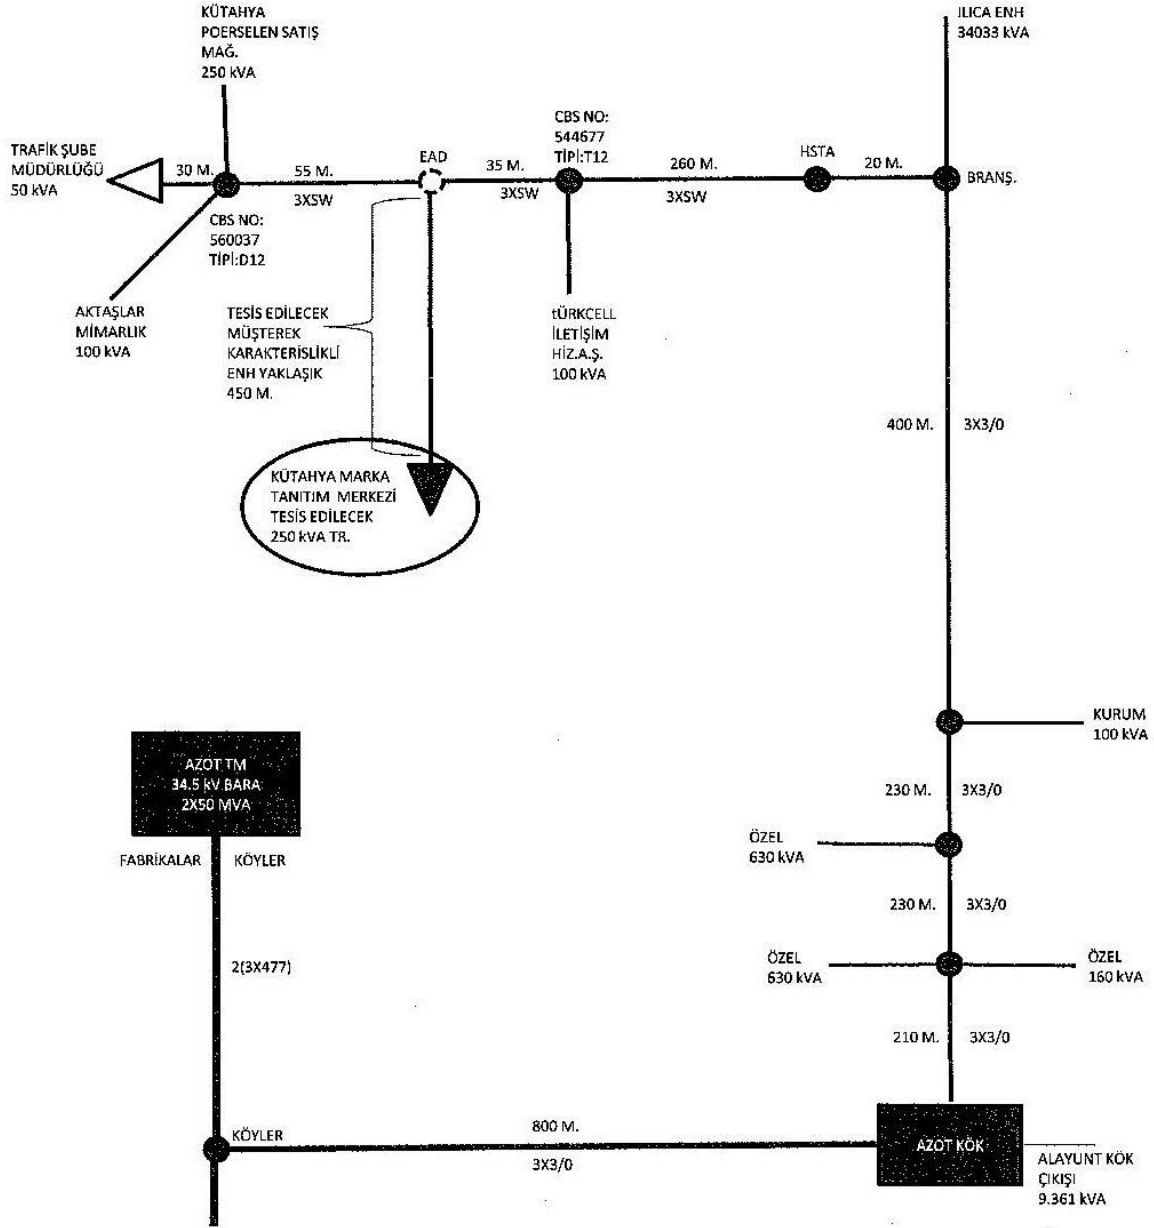 KÜTAHYA
POERSELEN SATIŞ
MAĞ.
250 kVA
ILICA ENH
34033 kVA
TRAFİK ŞUBE
MÜDÜRLÜĞÜ
50 kVA
30 M.
55 M.
3XSW
EAD
35 M.
3XSW
CBS NO:
544677
TİPİ:T12
260 M.
3XSW
HSTA
20 M.
BRANŞ.
CBS NO:
560037
TİPİ:D12
AKTAŞLAR
MİMARLIK
100 kVA
TESİS EDİLECEK
MÜŞTEREK
KARAKTERİSLİKLİ
ENH YAKLAŞIK
450 M.
tÜRKCELL
İLETİŞİM
HİZ.A.Ş.
100 kVA
400 M.
3X3/0
KÜTAHYA MARKA
TANITIM MERKEZİ
TESİS EDİLECEK
250 kVA TR.
KURUM
100 kVA
AZOT TM
34.5 kV.BARA
2X50 MVA
230 M.
3X3/0
FABRİKALAR
KÖYLER
ÖZEL
630 kVA
230 M.
3X3/0
2(3X477)
ÖZEL
630 kVA
ÖZEL
160 kVA
210 M.
3X3/0
KÖYLER
800 M.
3X3/0
AZOT KÖK
ALAYUNT KÖK
ÇIKIŞI
9.361 kVA